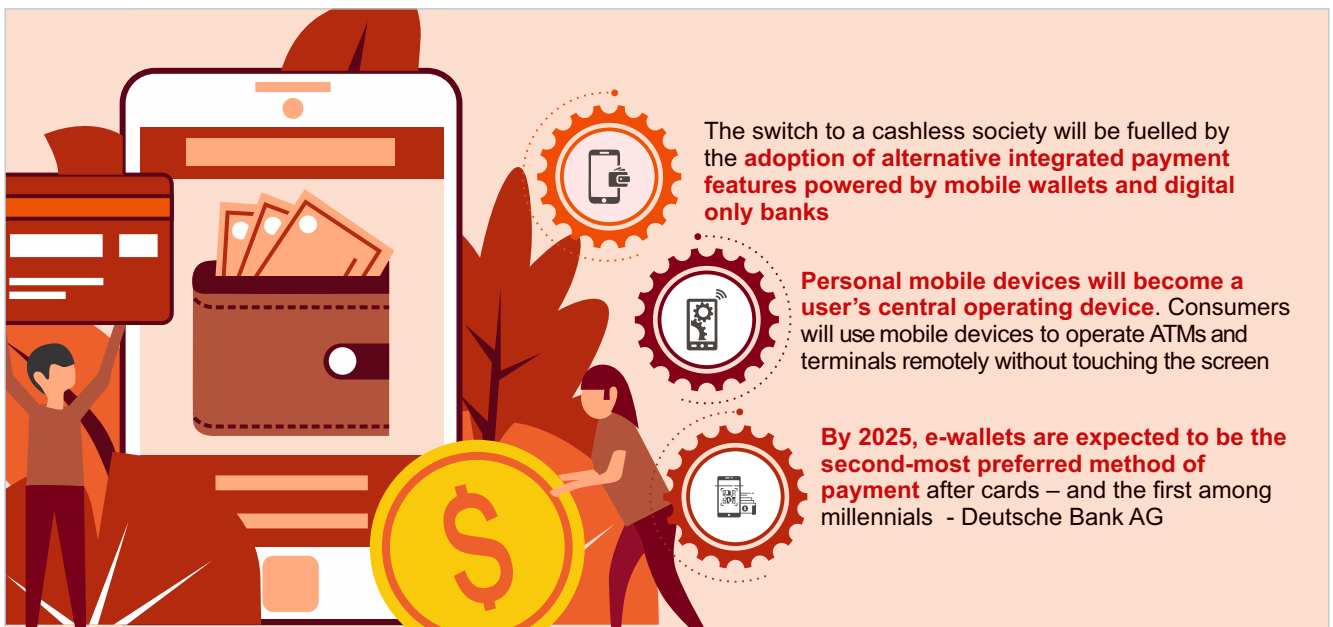 The switch to a cashless society will be fuelled by
the adoption of alternative integrated payment
features powered by mobile wallets and digital
only banks
Personal mobile devices will become a
user’s central operating device. Consumers
will use mobile devices to operate ATMs and
terminals remotely without touching the screen
By 2025, e-wallets are expected to be the
second-most preferred method of
payment after cards – and the first among
millennials - Deutsche Bank AG
$